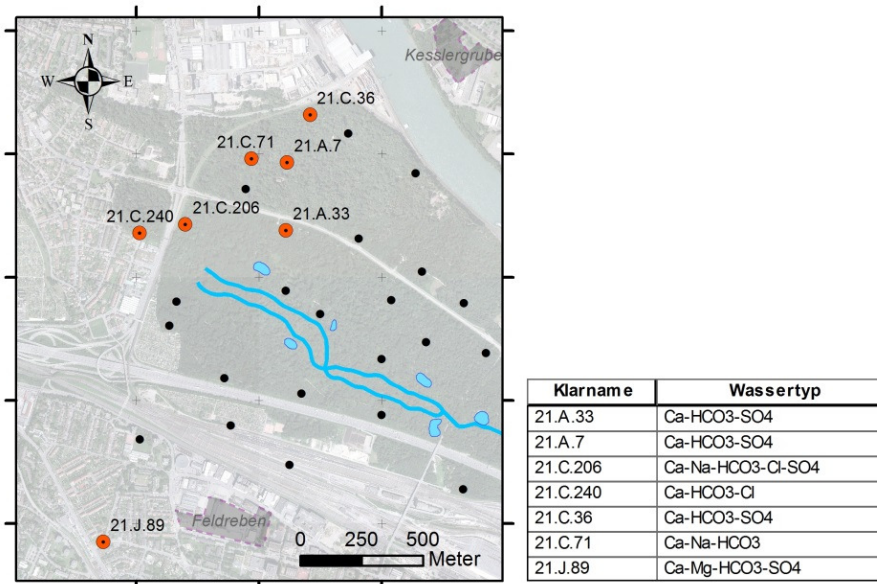 Kesslergrube
N
W E
S
21.C.36
21.C.71 21.A.7
21.C.240 21.C.206 21.A.33
21.J.89
Feldreben
0 250 500
Meter
Klarname Wassertyp
21.A.33 Ca-HCO3-SO4
21.A.7 Ca-HCO3-SO4
21.C.206 Ca-Na-HCO3-Cl-SO4
21.C.240 Ca-HCO3-Cl
21.C.36 Ca-HCO3-SO4
21.C.71 Ca-Na-HCO3
21.J.89 Ca-Mg-HCO3-SO4